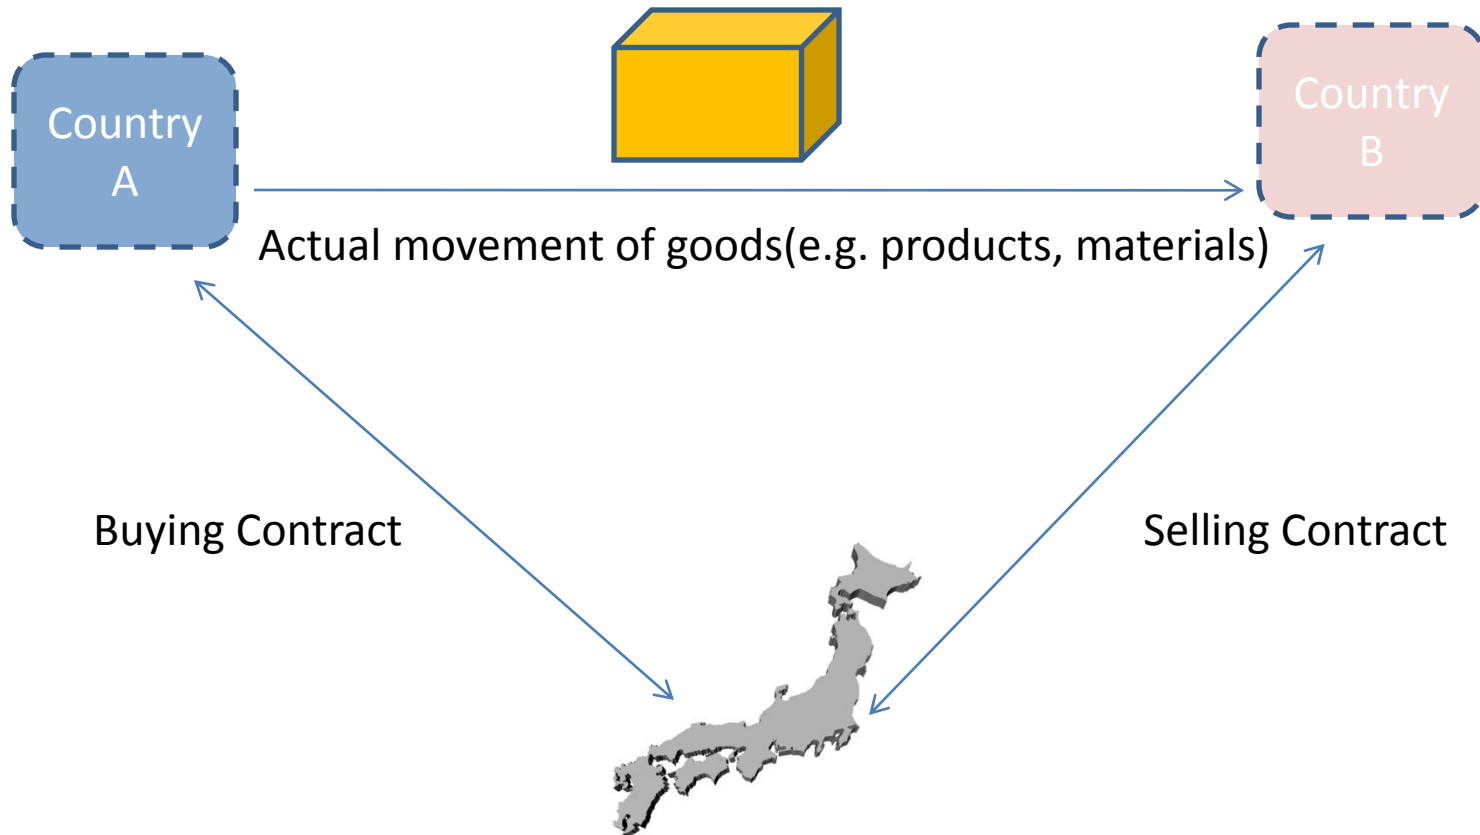 Country
A
Country
B
Actual movement of goods(e.g. products, materials)
Buying Contract
Selling Contract